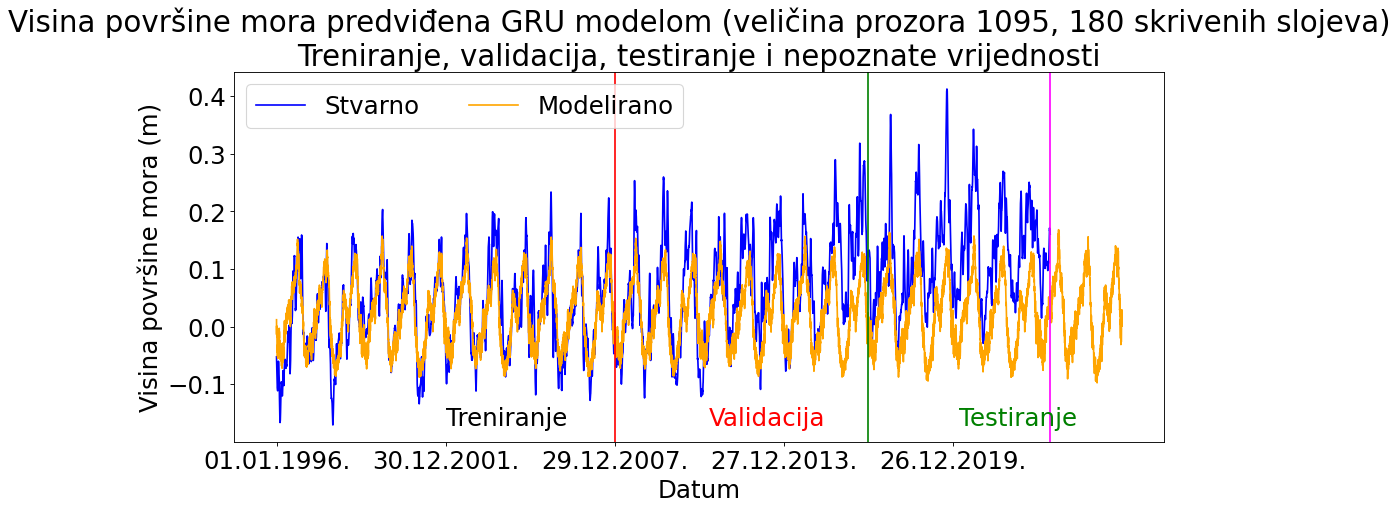 Visina površine mora predviđena GRU modelom (veličina prozora 1095, 180 skrivenih slojeva)
Treniranje, validacija, testiranje i nepoznate vrijednosti
Stvarno
Modelirano
Visina površine mora (m)
0.4
0.3
0.2
0.1
0.0
−0.1
Treniranje
Validacija
Testiranje
01.01.1996.
30.12.2001.
29.12.2007.
27.12.2013.
26.12.2019.
Datum